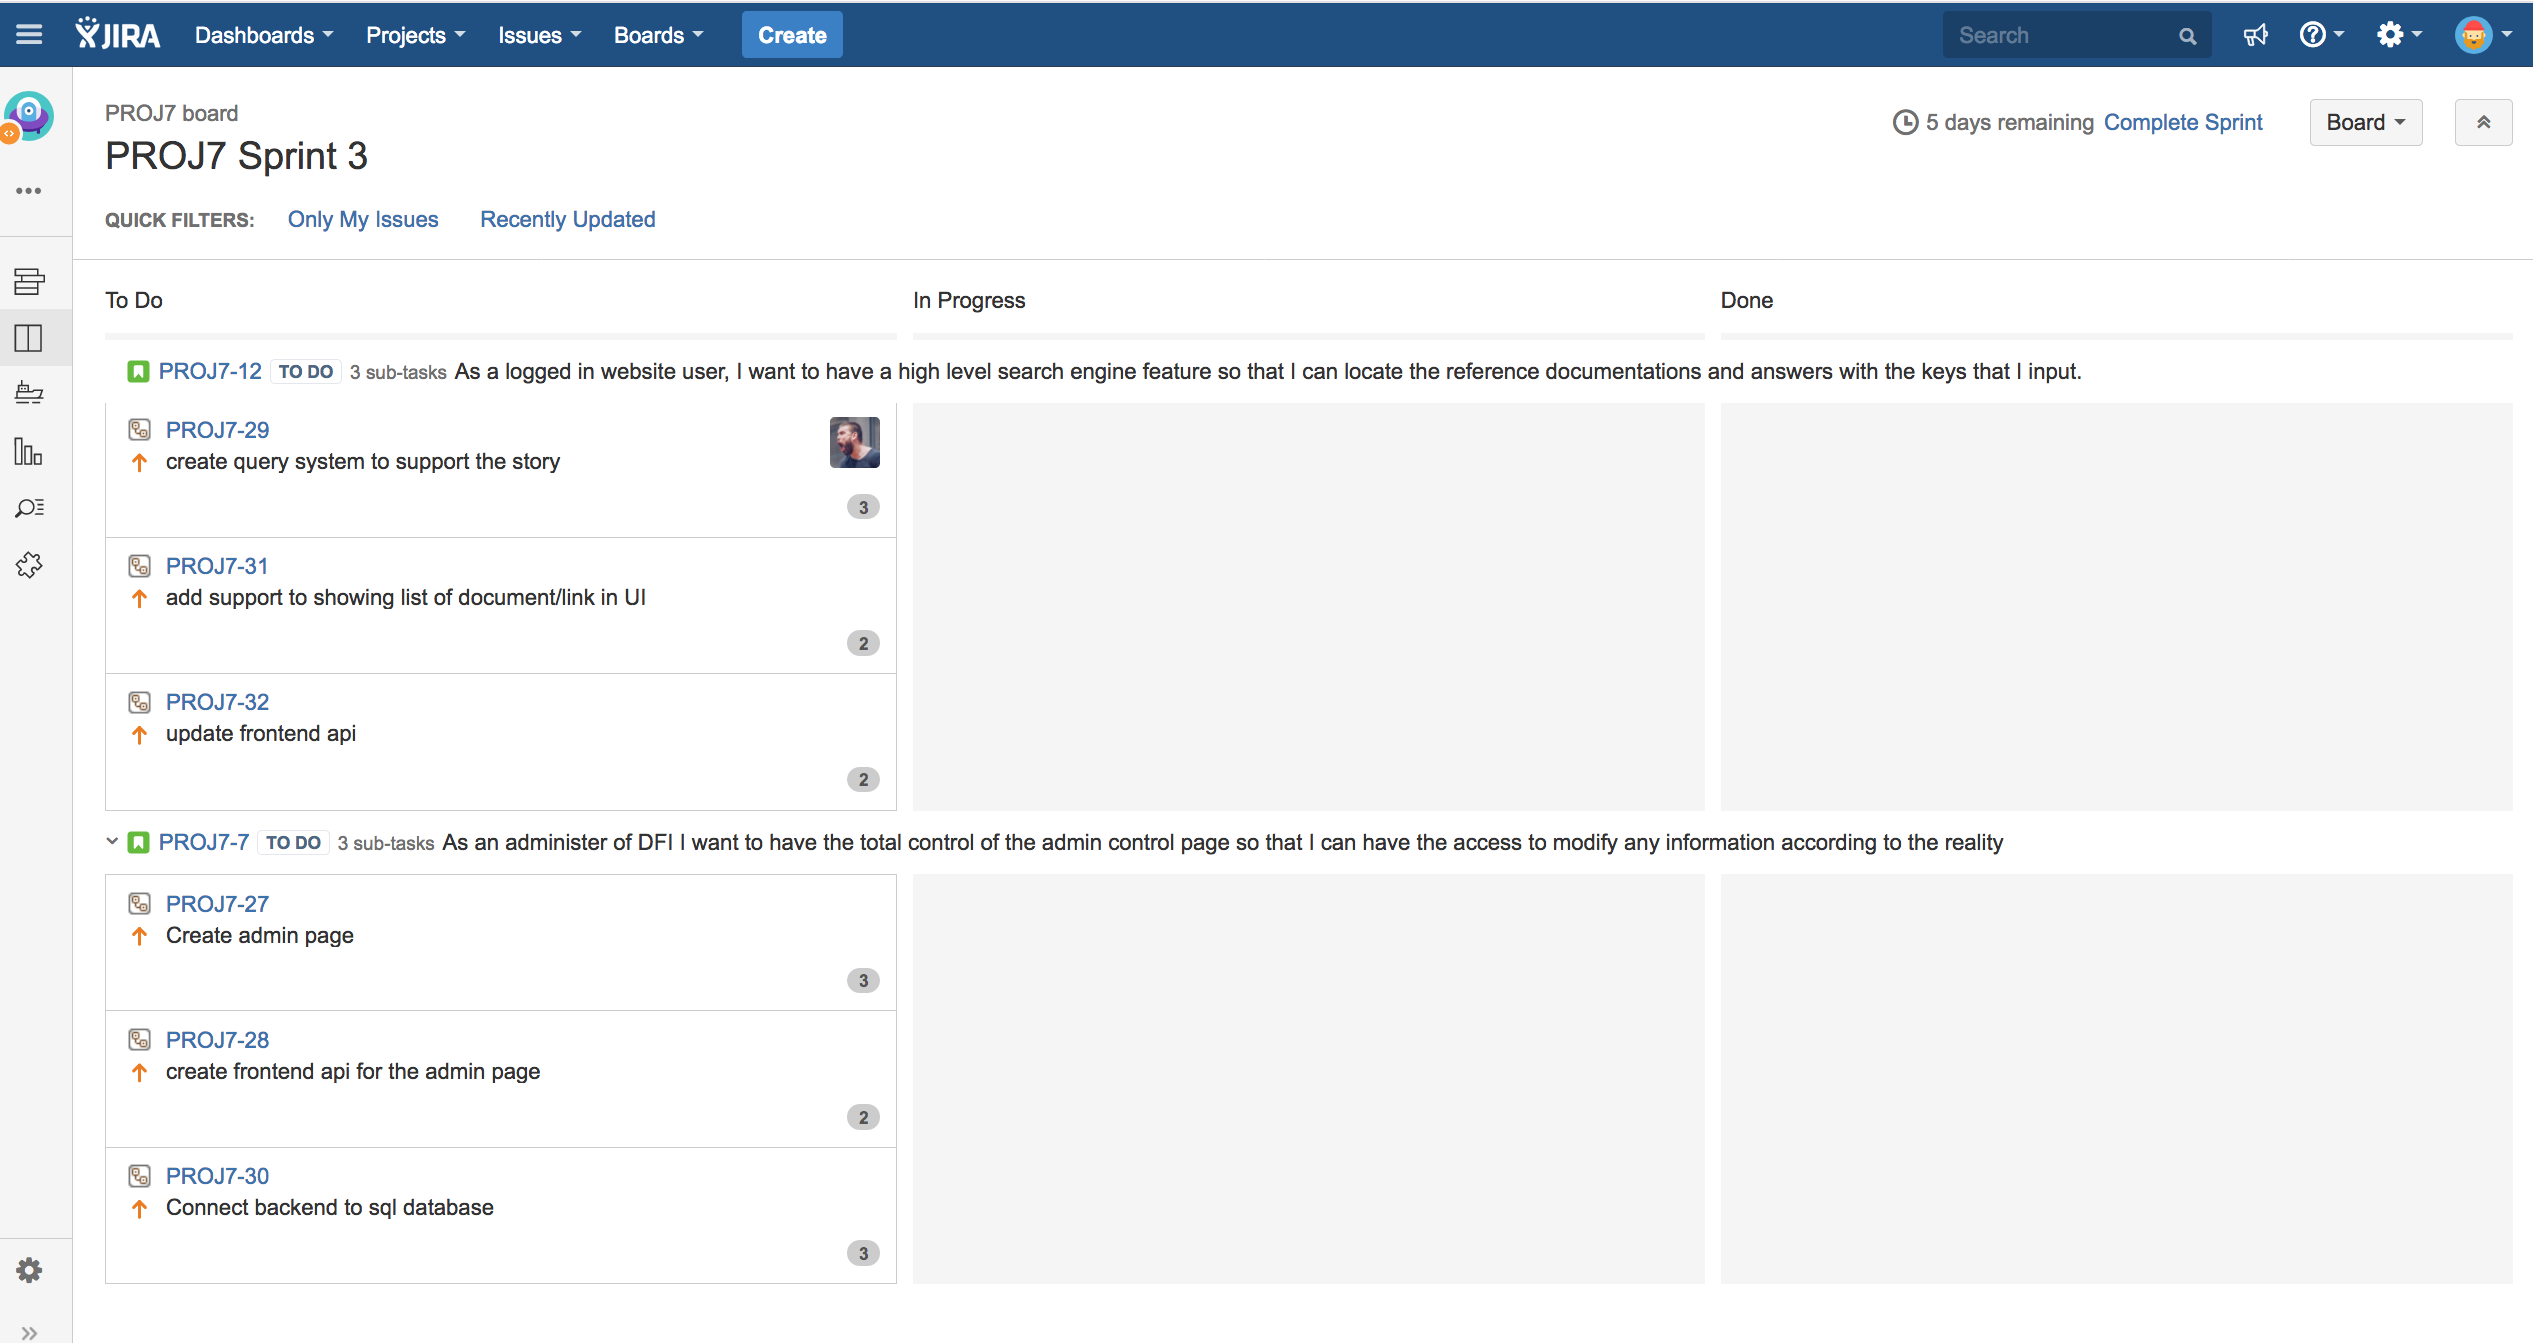 JIRA Dashboards Projects Issues Boards Create Search
PROJ7 board
PROJ7 Sprint 3
5 days remaining Complete Sprint Board
QUICK FILTERS: Only My Issues Recently Updated
To Do In Progress Done
PROJ7-12 TO DO 3 sub-tasks As a logged in website user, I want to have a high level search engine feature so that I can locate the reference documentations and answers with the keys that I input.
PROJ7-29
create query system to support the story
3
PROJ7-31
add support to showing list of document/link in UI
2
PROJ7-32
update frontend api
2
PROJ7-7 TO DO 3 sub-tasks As an administer of DFI I want to have the total control of the admin control page so that I can have the access to modify any information according to the reality
PROJ7-27
Create admin page
3
PROJ7-28
create frontend api for the admin page
2
PROJ7-30
Connect backend to sql database
3